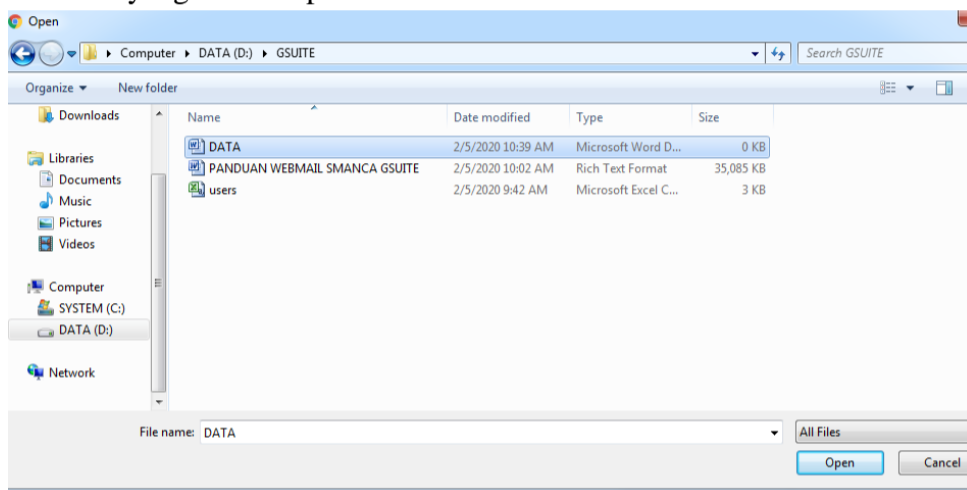 Open
Computer ▸ DATA (D:) ▸ GSUITE
Search GSUITE
Organize New folder
Downloads
Libraries
Documents
Music
Pictures
Videos
Computer
SYSTEM (C:)
DATA (D:)
Network
Name Date modified Type Size
DATA 2/5/2020 10:39 AM Microsoft Word D... 0 KB
PANDUAN WEBMAIL SMANCA GSUITE 2/5/2020 10:02 AM Rich Text Format 35,085 KB
users 2/5/2020 9:42 AM Microsoft Excel C... 3 KB
File name: DATA
All Files
Open Cancel